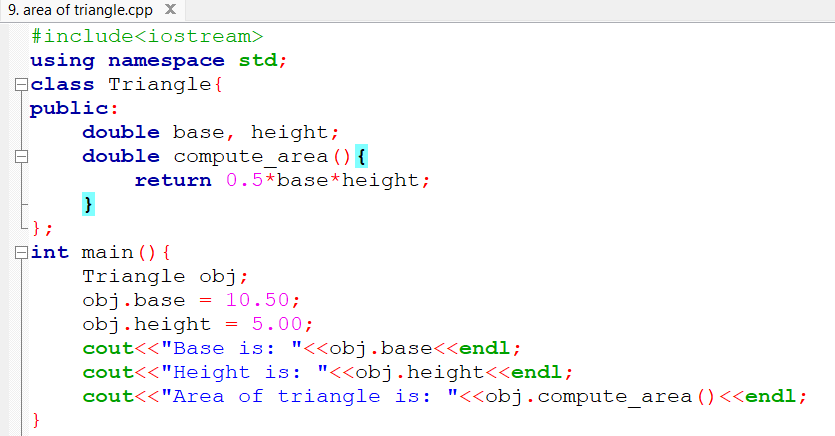 9. area of triangle.cpp X
#include<iostream>
using namespace std;
class Triangle{
public:
    double base, height;
    double compute_area(){
        return 0.5*base*height;
    }
};
int main(){
    Triangle obj;
    obj.base = 10.50;
    obj.height = 5.00;
    cout<<"Base is: "<<obj.base<<endl;
    cout<<"Height is: "<<obj.height<<endl;
    cout<<"Area of triangle is: "<<obj.compute_area()<<endl;
}